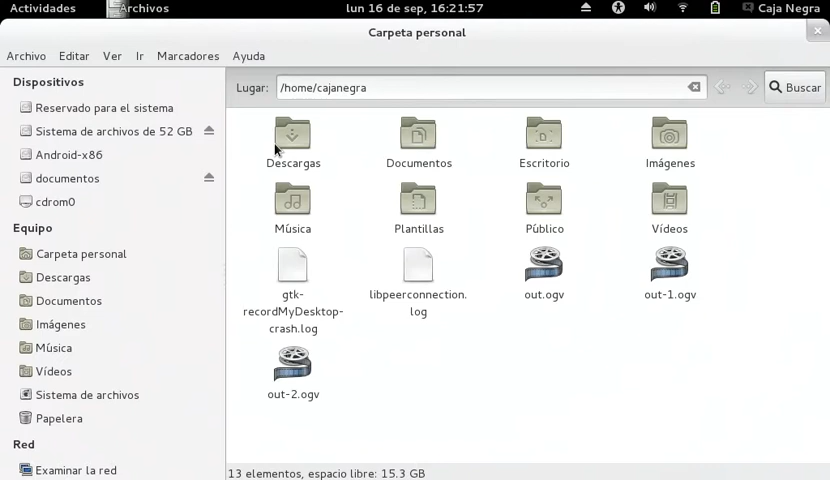 Actividades Archivos lun 16 de sep, 16:21:57 Caja Negra
Carpeta personal
Archivo Editar Ver Ir Marcadores Ayuda
Dispositivos
Reservado para el sistema
Sistema de archivos de 52 GB
Android-x86
documentos
cdrom0
Equipo
Carpeta personal
Descargas
Documentos
Imágenes
Música
Vídeos
Sistema de archivos
Papelera
Red
Examinar la red
Lugar: /home/cajanegra Buscar
Descargas Documentos Escritorio Imágenes
Música Plantillas Público Vídeos
gtk-
recordMyDesktop-
crash.log
libpeerconnection.
log
out.ogv
out-1.ogv
out-2.ogv
13 elementos, espacio libre: 15.3 GB